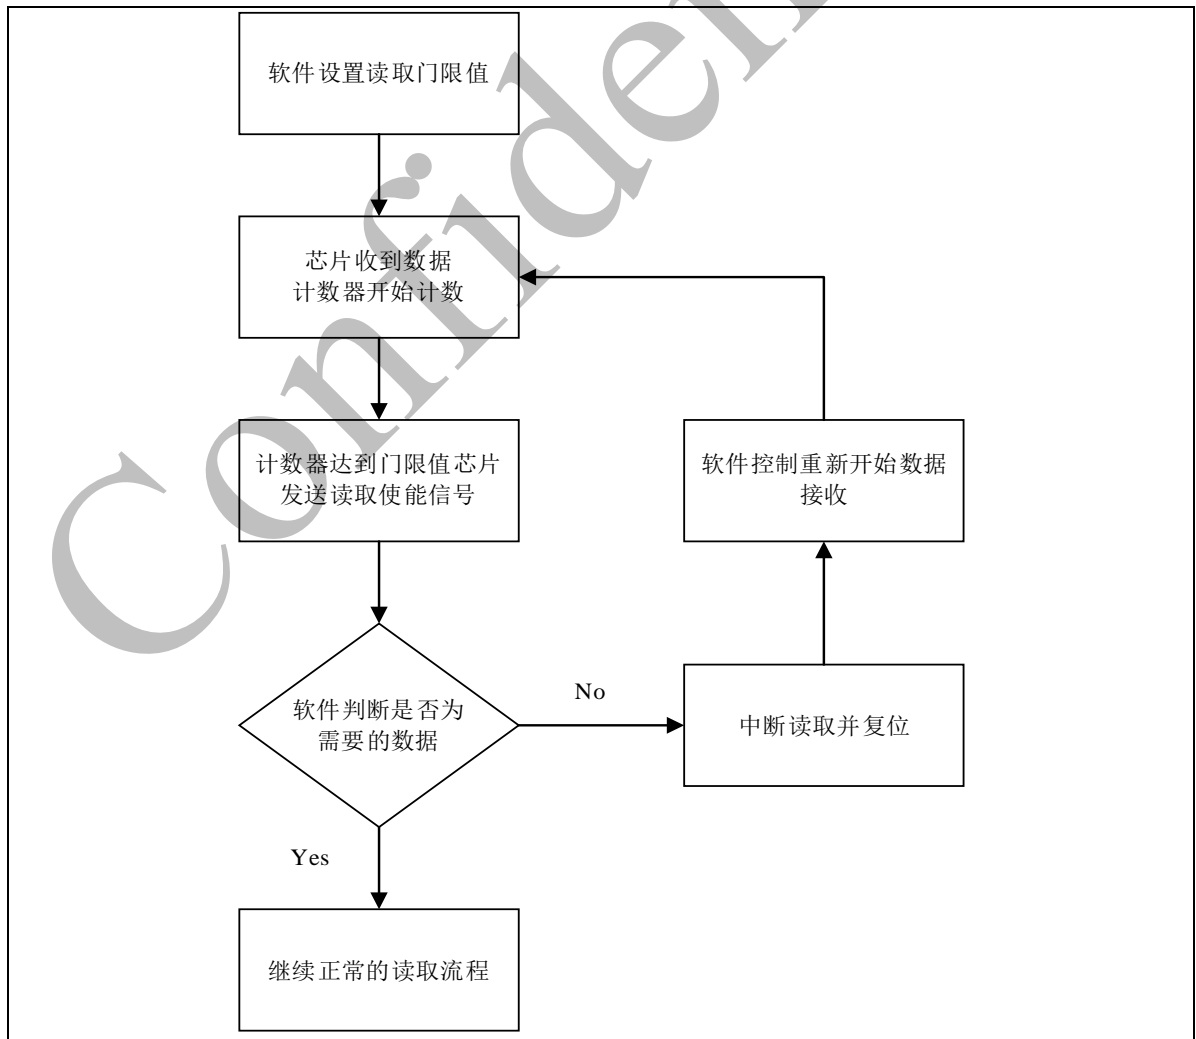 软件设置读取门限值
芯片收到数据
计数器开始计数
计数器达到门限值芯片
发送读取使能信号
软件控制重新开始数据
接收
软件判断是否为
需要的数据
No
中断读取并复位
Yes
继续正常的读取流程
Confiden